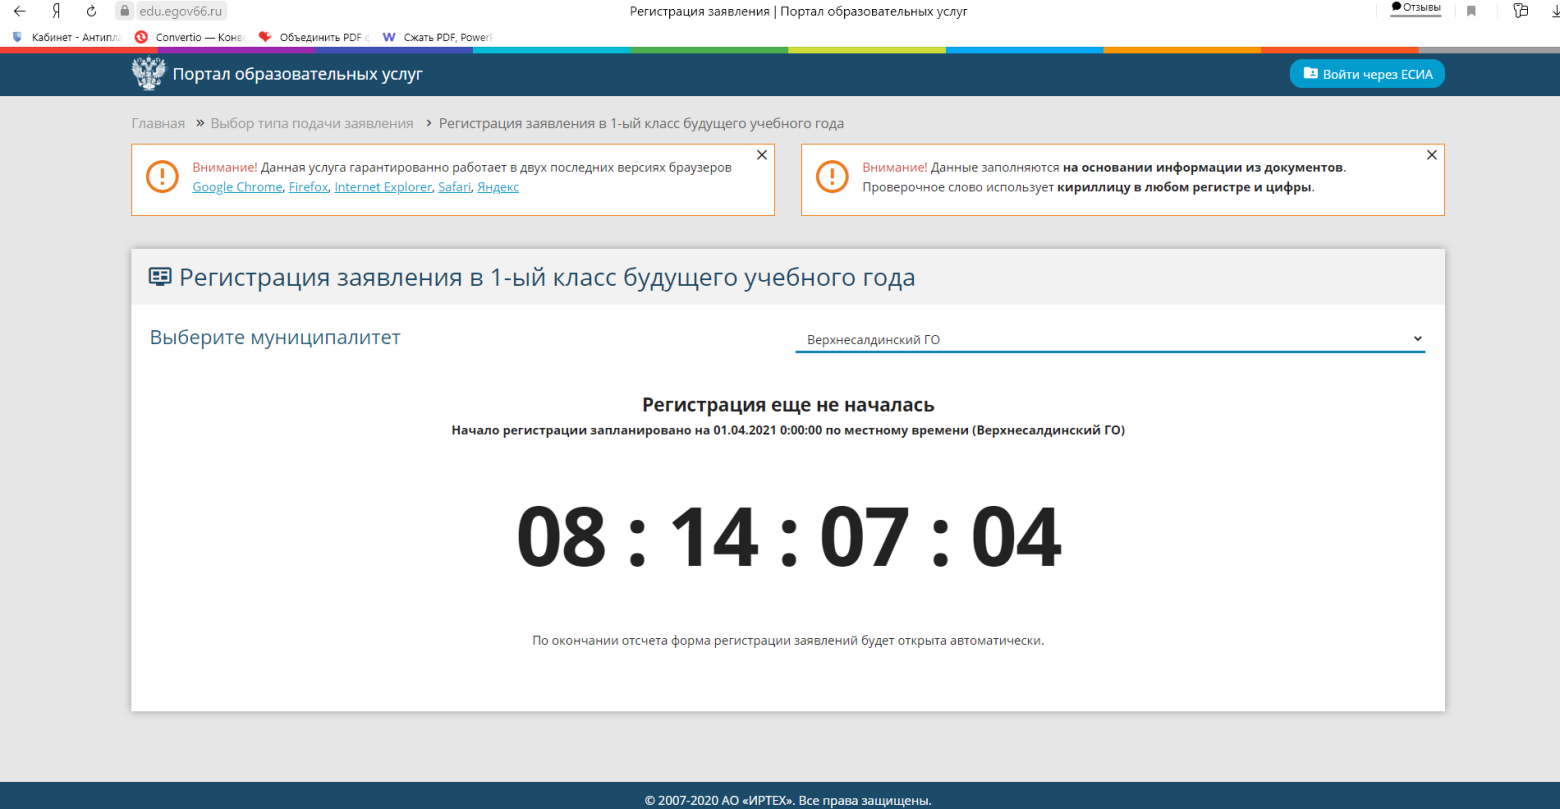 Я
edu.egov66.ru
Регистрация заявления | Портал образовательных услуг
Отзывы
Кабинет - Антипла
Convertio — Конве
Объединить PDF
W Сжать PDF, Power
Портал образовательных услуг
Войти через ЕСИА
Главная » Выбор типа подачи заявления › Регистрация заявления в 1-ый класс будущего учебного года
Внимание! Данная услуга гарантированно работает в двух последних версиях браузеров
Google Chrome, Firefox, Internet Explorer, Safari, Яндекс
Внимание! Данные заполняются на основании информации из документов.
Проверочное слово использует кириллицу в любом регистре и цифры.
Регистрация заявления в 1-ый класс будущего учебного года
Выберите муниципалитет
Верхнесалдинский ГО
Регистрация еще не началась
Начало регистрации запланировано на 01.04.2021 0:00:00 по местному времени (Верхнесалдинский ГО)
08 : 14 : 07 : 04
По окончании отсчета форма регистрации заявлений будет открыта автоматически.
© 2007-2020 АО «ИРТЕХ». Все права защищены.